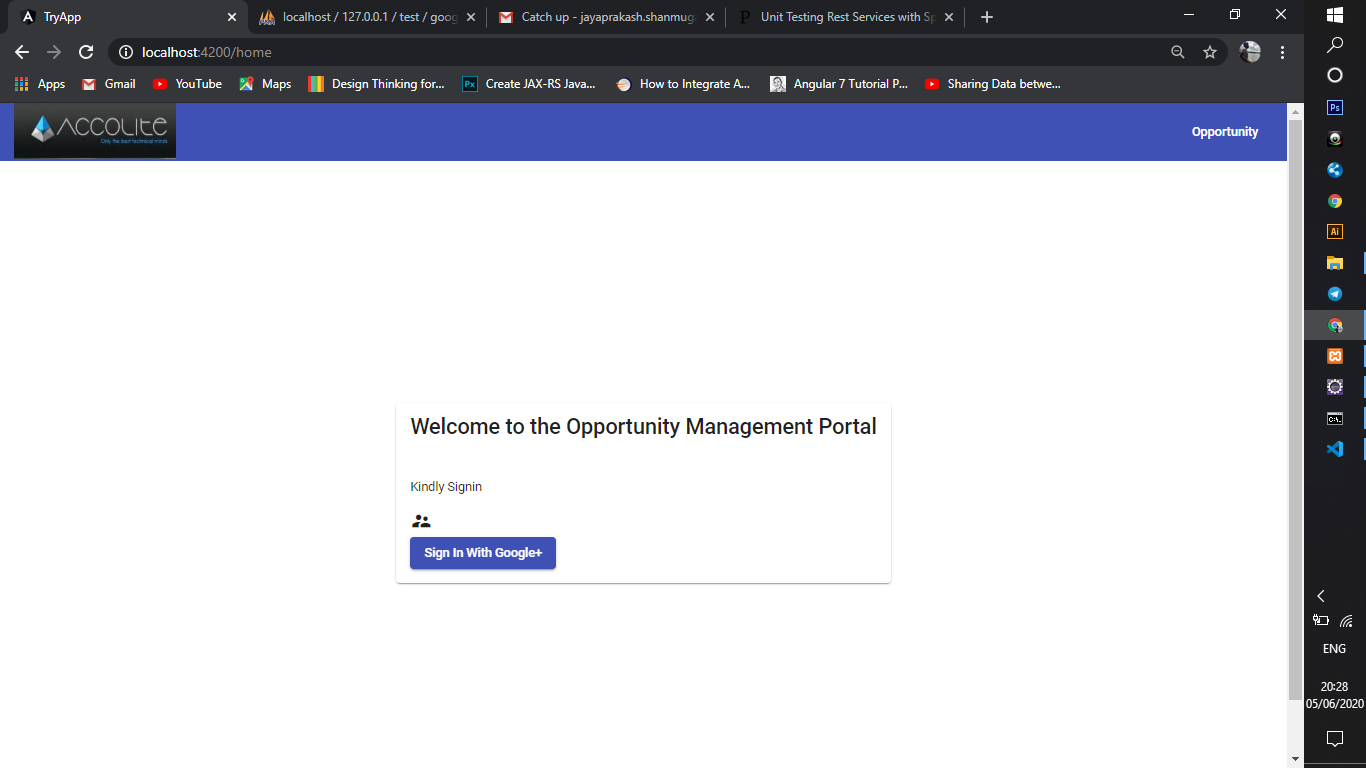 TryApp
localhost / 127.0.0.1 / test / goog
Catch up - jayaprakash.shanmug
P Unit Testing Rest Services with Sp
localhost:4200/home
Apps
Gmail
YouTube
Maps
Design Thinking for...
Px Create JAX-RS Java...
How to Integrate A...
Angular 7 Tutorial P...
Sharing Data betwe...
ACCOLITE
Only the best technical minds
Opportunity
Welcome to the Opportunity Management Portal
Kindly Signin
Sign In With Google+
Ps
Ai
C:\.
ENG
20:28
05/06/2020